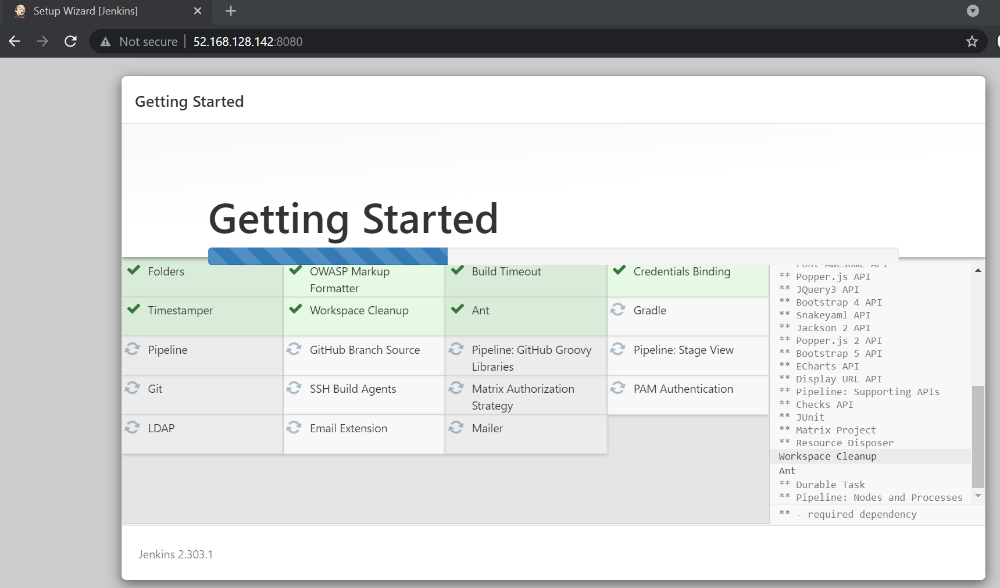 Setup Wizard [Jenkins]
Not secure
52.168.128.142:8080
Getting Started
Getting Started
Folders
OWASP Markup
Formatter
Build Timeout
Credentials Binding
Timestamper
Workspace Cleanup
Ant
Gradle
Pipeline
GitHub Branch Source
Pipeline: GitHub Groovy
Libraries
Pipeline: Stage View
Git
SSH Build Agents
Matrix Authorization
Strategy
PAM Authentication
LDAP
Email Extension
Mailer
** Font Awesome API
** Popper.js API
** JQuery3 API
** Bootstrap 4 API
** Snakeyaml API
** Jackson 2 API
** Popper.js 2 API
** Bootstrap 5 API
** ECharts API
** Display URL API
** Pipeline: Supporting APIs
** Checks API
** JUnit
** Matrix Project
** Resource Disposer
Workspace Cleanup
Ant
** Durable Task
** Pipeline: Nodes and Processes
** - required dependency
Jenkins 2.303.1